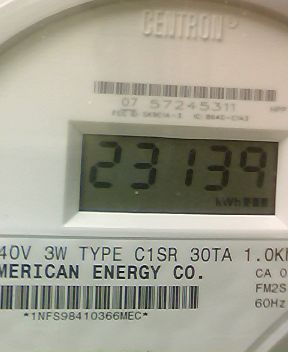 CENTRON
07 57245311
23139
kWh
40V 3W TYPE C1SR 30TA 1.0K
MERICAN ENERGY CO.
CA 0
FM2S
60Hz
*1NFS98410366MEC*